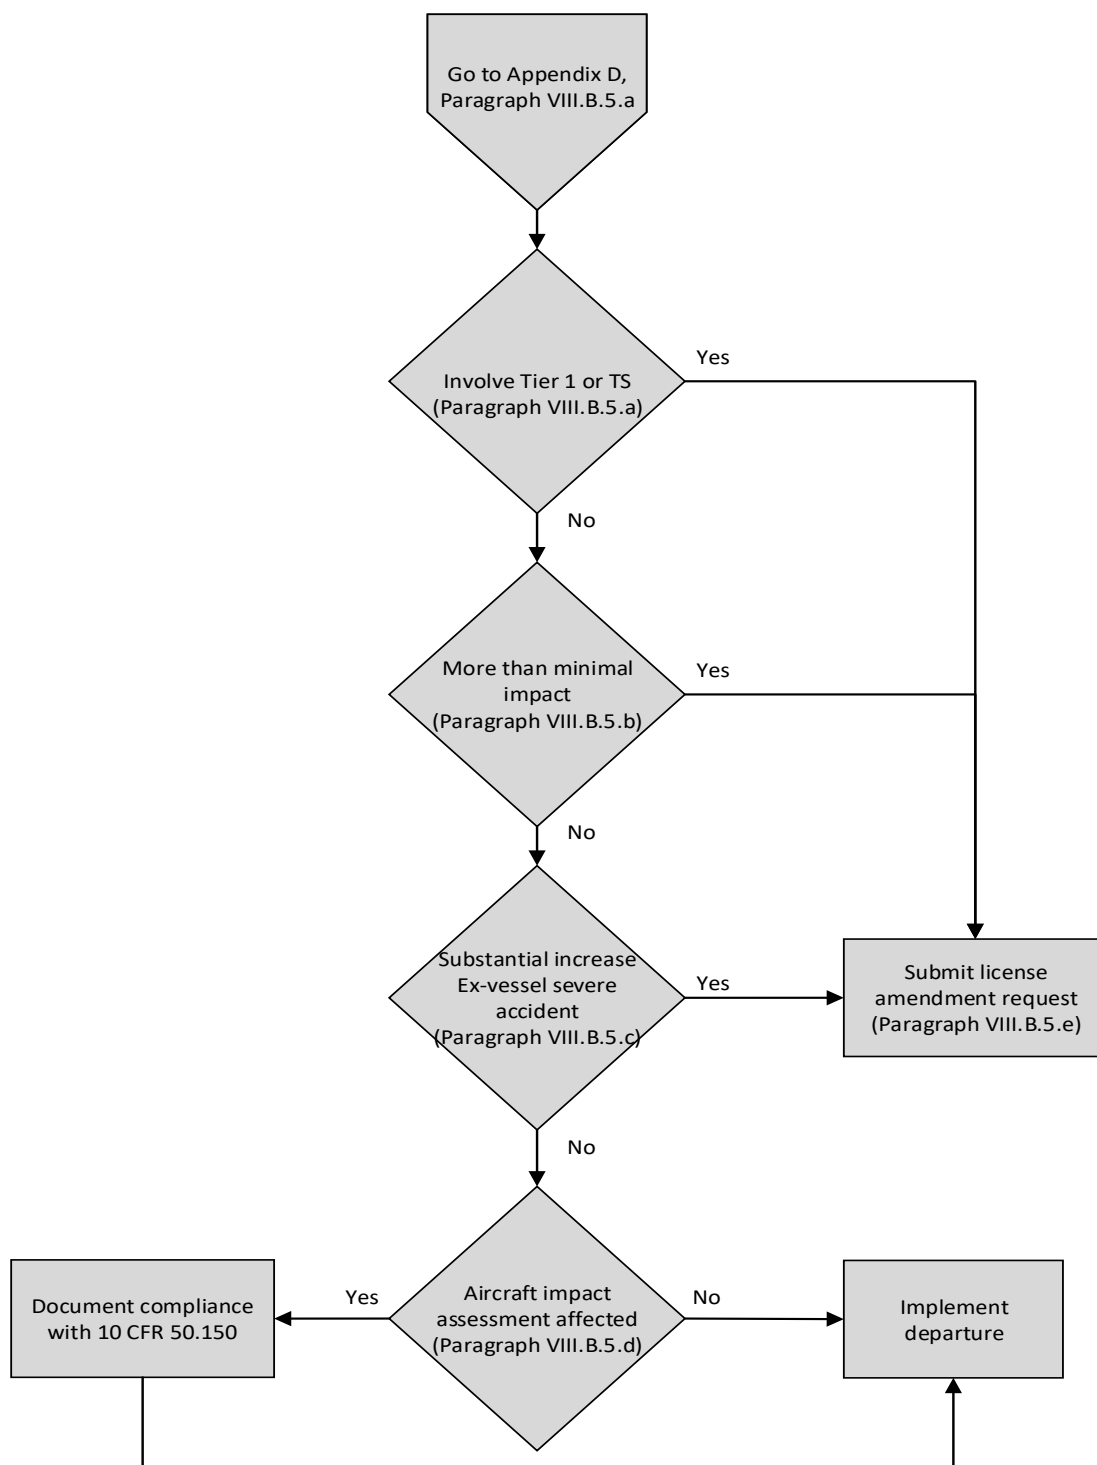 Go to Appendix D,
Paragraph VIII.B.5.a
Involve Tier 1 or TS
(Paragraph VIII.B.5.a)
Yes
No
More than minimal
impact
(Paragraph VIII.B.5.b)
Yes
No
Substantial increase
Ex-vessel severe
accident
(Paragraph VIII.B.5.c)
Yes
Submit license
amendment request
(Paragraph VIII.B.5.e)
No
Document compliance
with 10 CFR 50.150
Yes
Aircraft impact
assessment affected
(Paragraph VIII.B.5.d)
No
Implement
departure